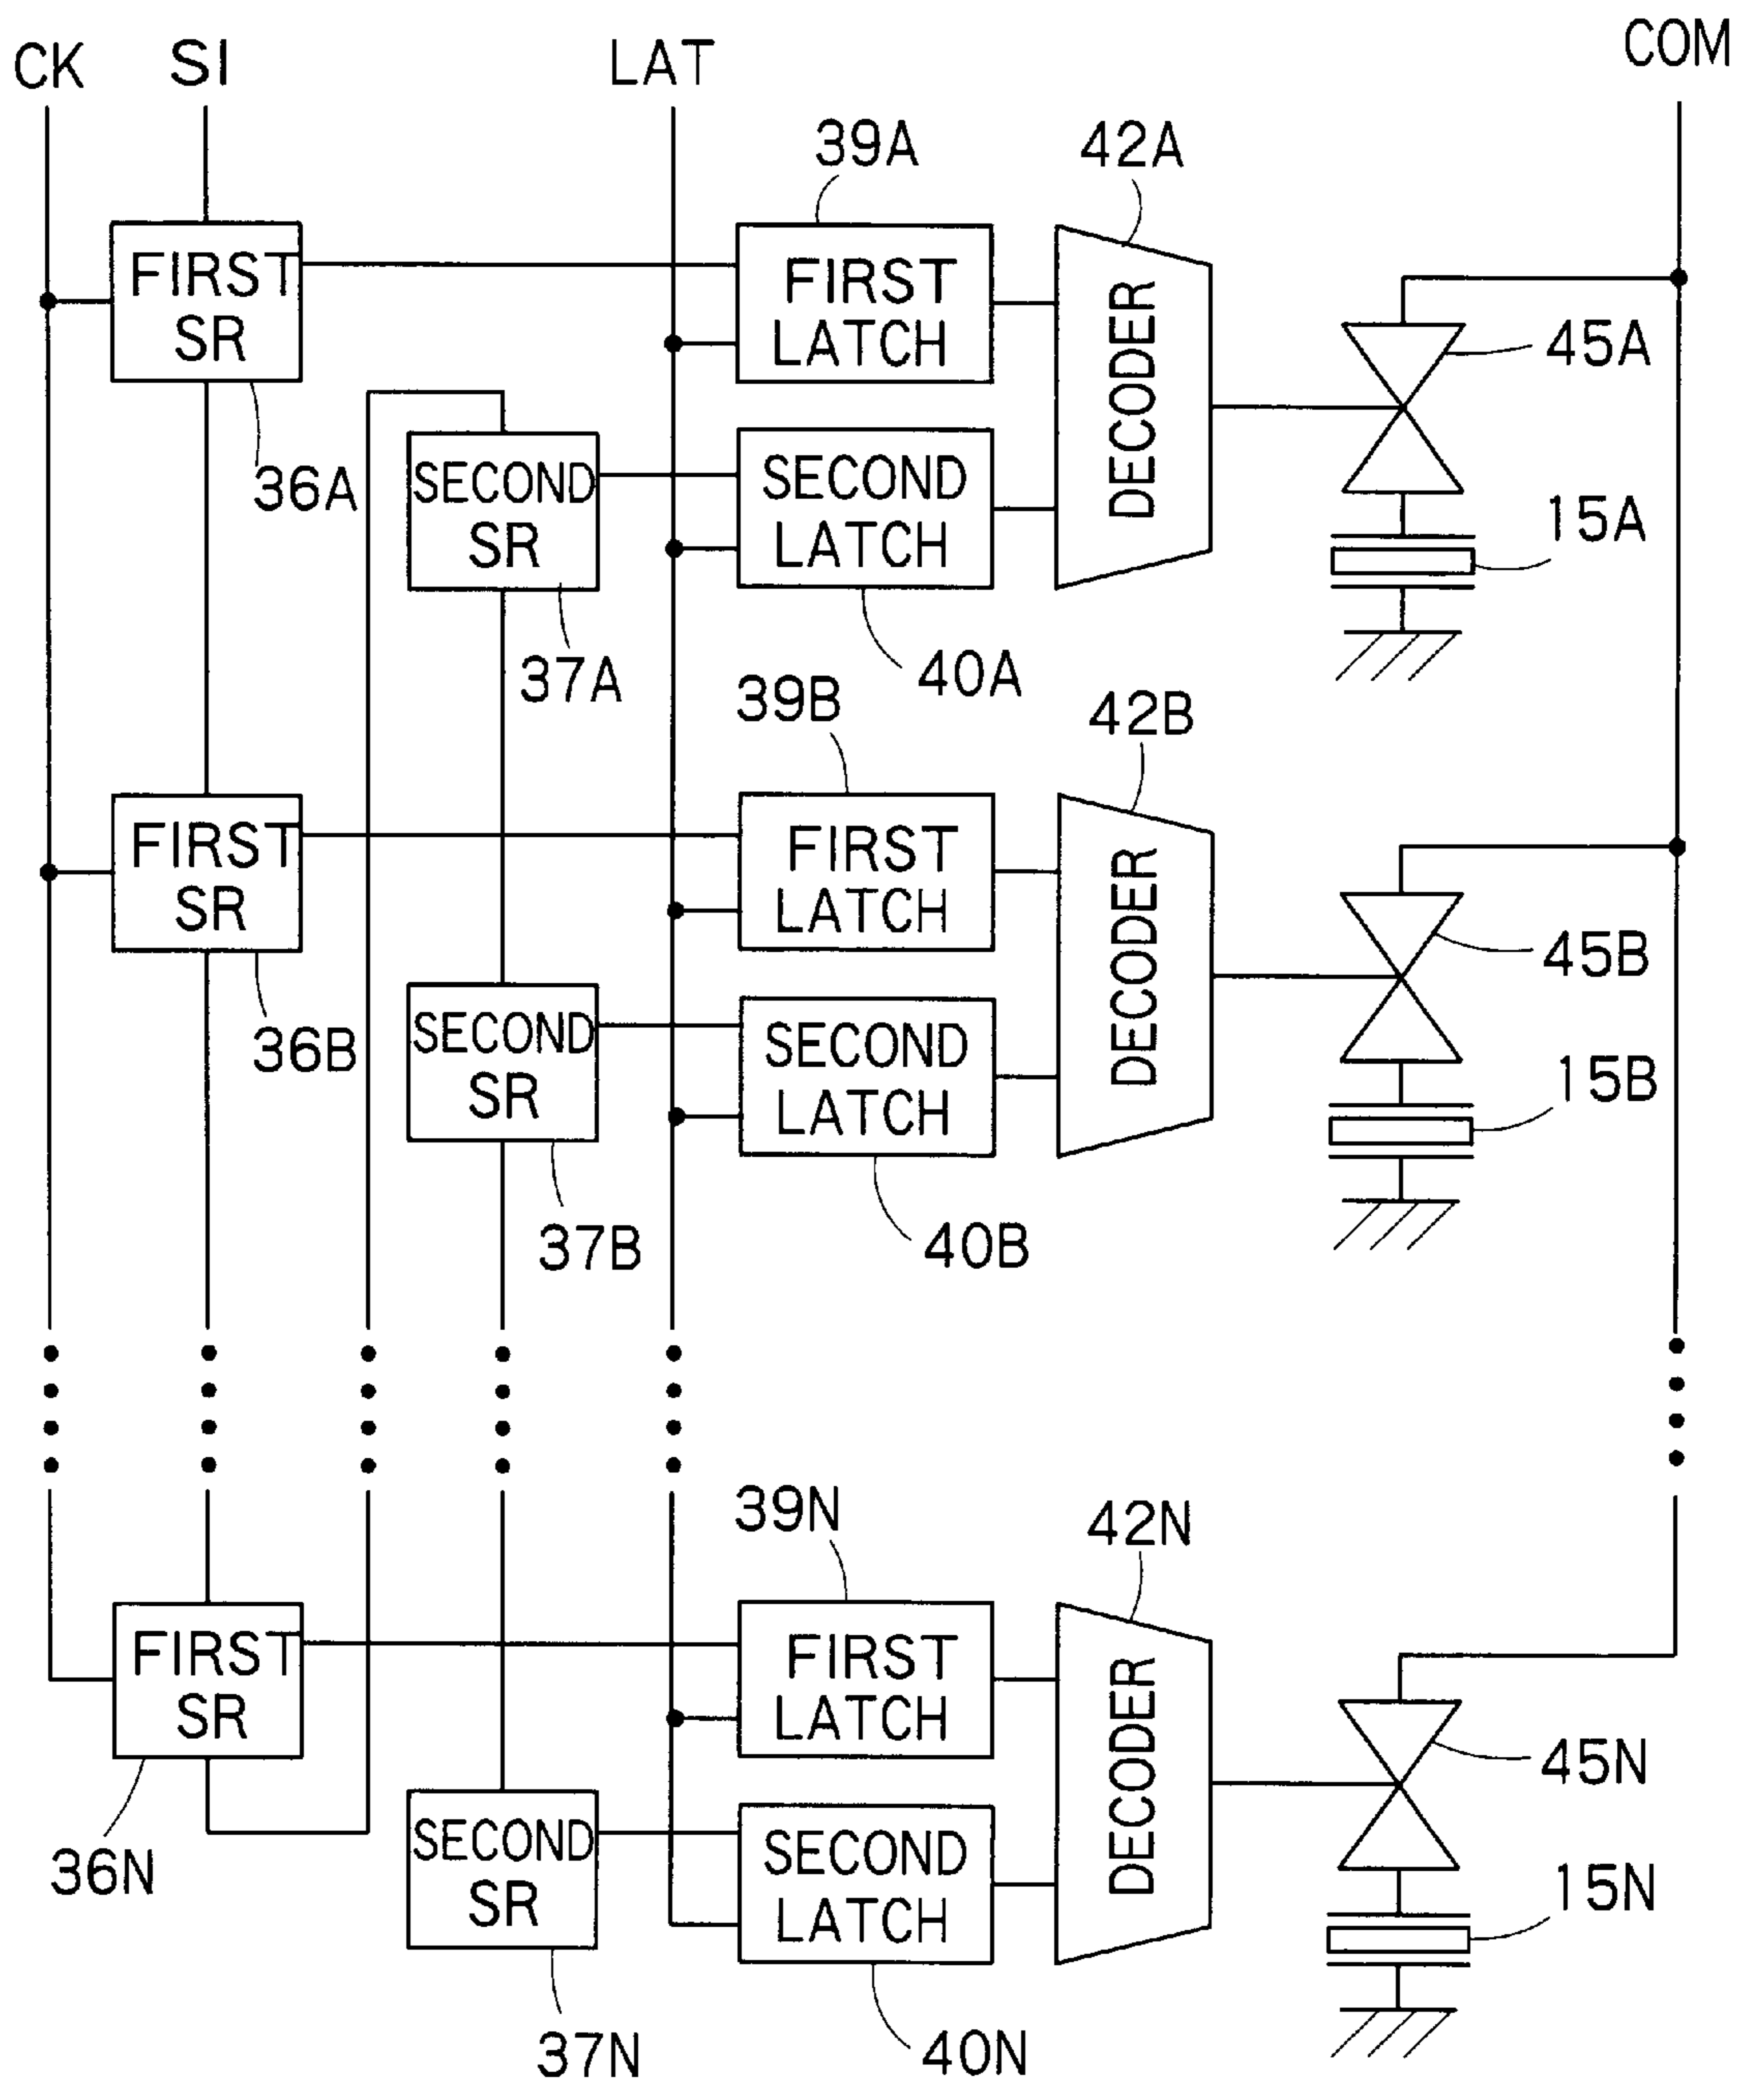 CK SI LAT COM
39A 42A
FIRST
SR
FIRST
LATCH
DECODER
45A
36A
SECOND
SR
SECOND
LATCH
15A
37A
40A
39B 42B
FIRST
SR
FIRST
LATCH
DECODER
45B
36B
SECOND
SR
SECOND
LATCH
15B
37B
40B
39N 42N
FIRST
SR
FIRST
LATCH
DECODER
45N
36N
SECOND
SR
SECOND
LATCH
15N
37N
40N